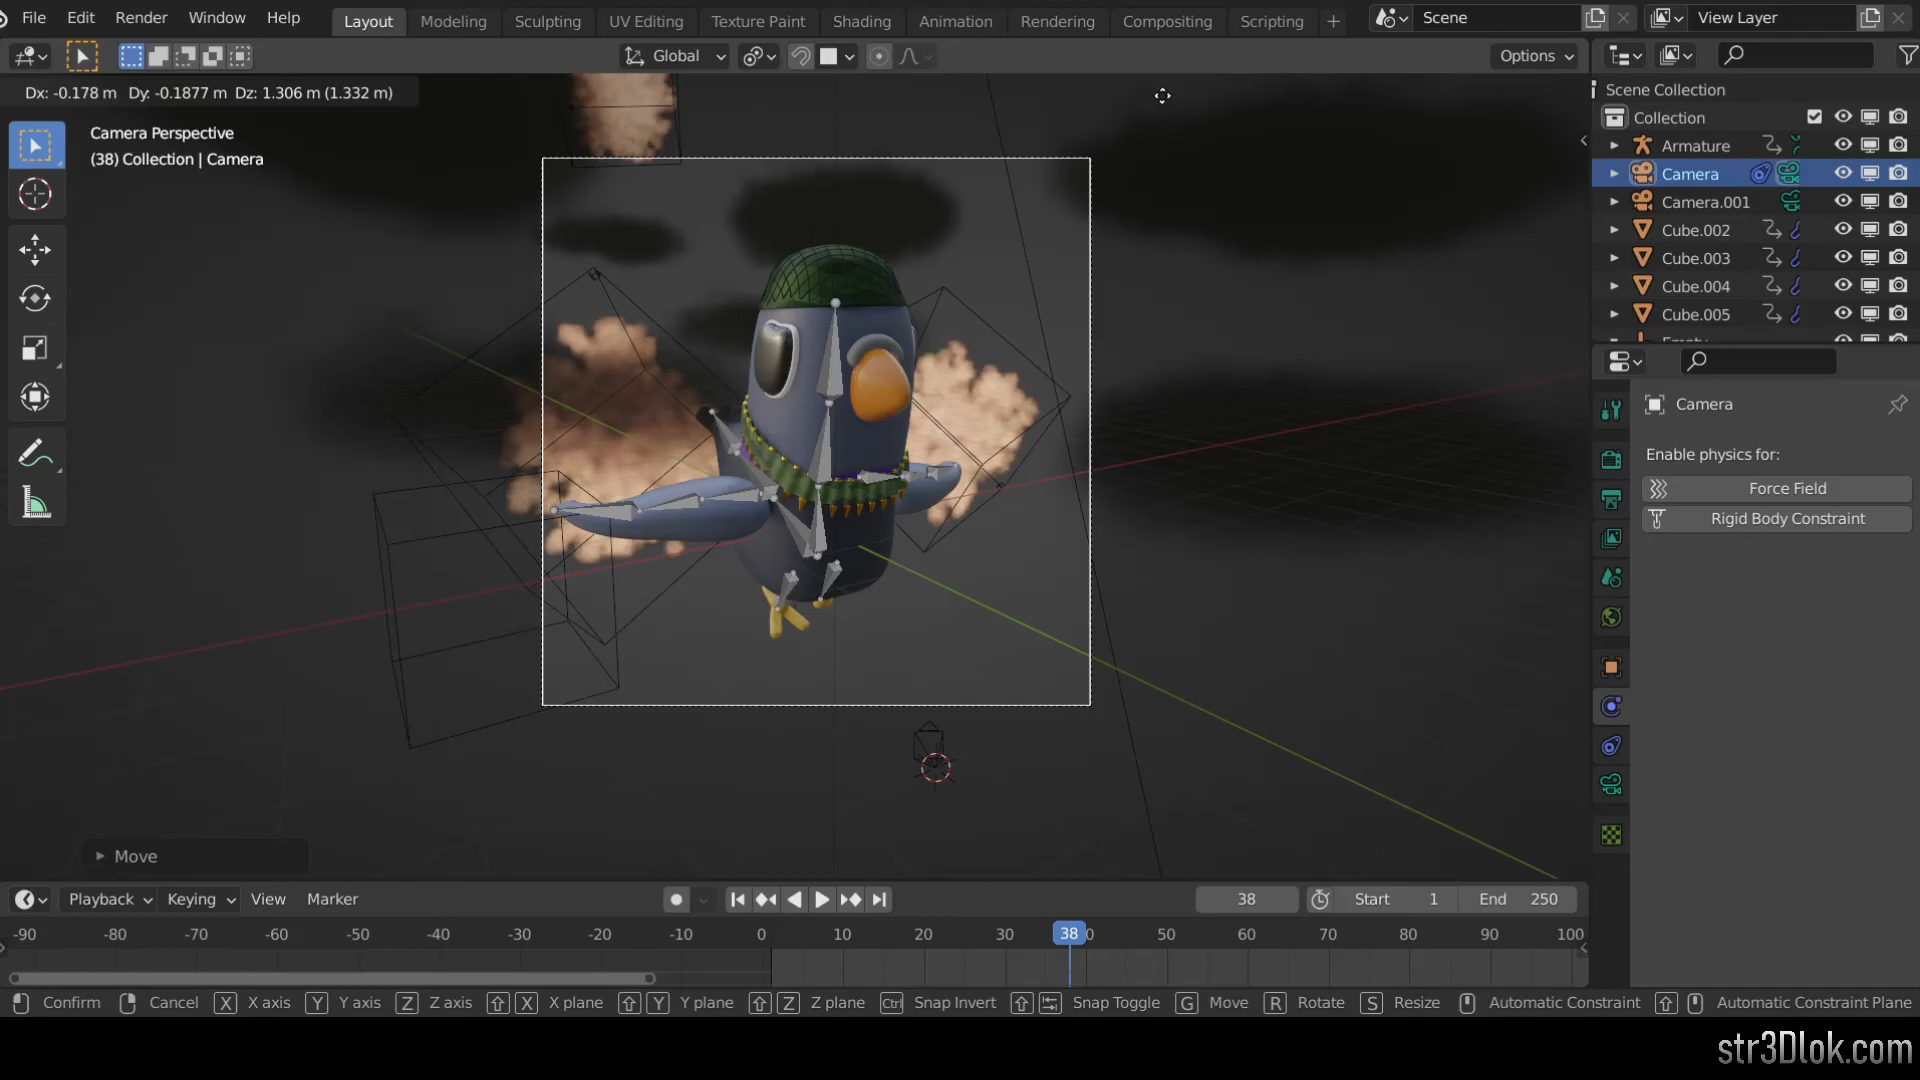 File Edit Render Window Help Layout Modeling Sculpting UV Editing Texture Paint Shading Animation Rendering Compositing Scripting + Scene View Layer
Global Options
Dx: -0.178 m Dy: -0.1877 m Dz: 1.306 m (1.332 m)
Camera Perspective
(38) Collection | Camera
Scene Collection
Collection
Armature
Camera
Camera.001
Cube.002
Cube.003
Cube.004
Cube.005
Camera
Enable physics for:
Force Field
Rigid Body Constraint
Move
Playback Keying View Marker 38 Start 1 End 250
-90 -80 -70 -60 -50 -40 -30 -20 -10 0 10 20 30 38 0 50 60 70 80 90 100
Confirm Cancel X X axis Y Y axis Z Z axis X X plane Y Y plane Z Z plane Ctrl Snap Invert Snap Toggle G Move R Rotate S Resize Automatic Constraint Automatic Constraint Plane
str3Dlok.com